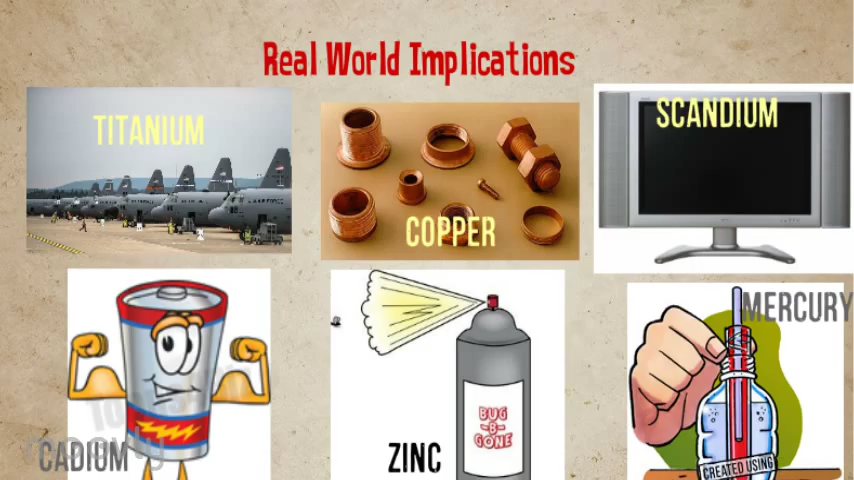 Real World Implications
TITANIUM
COPPER
SCANDIUM
CADIUM
ZINC
BUG
-B-
GONE
MERCURY
CREATED USING